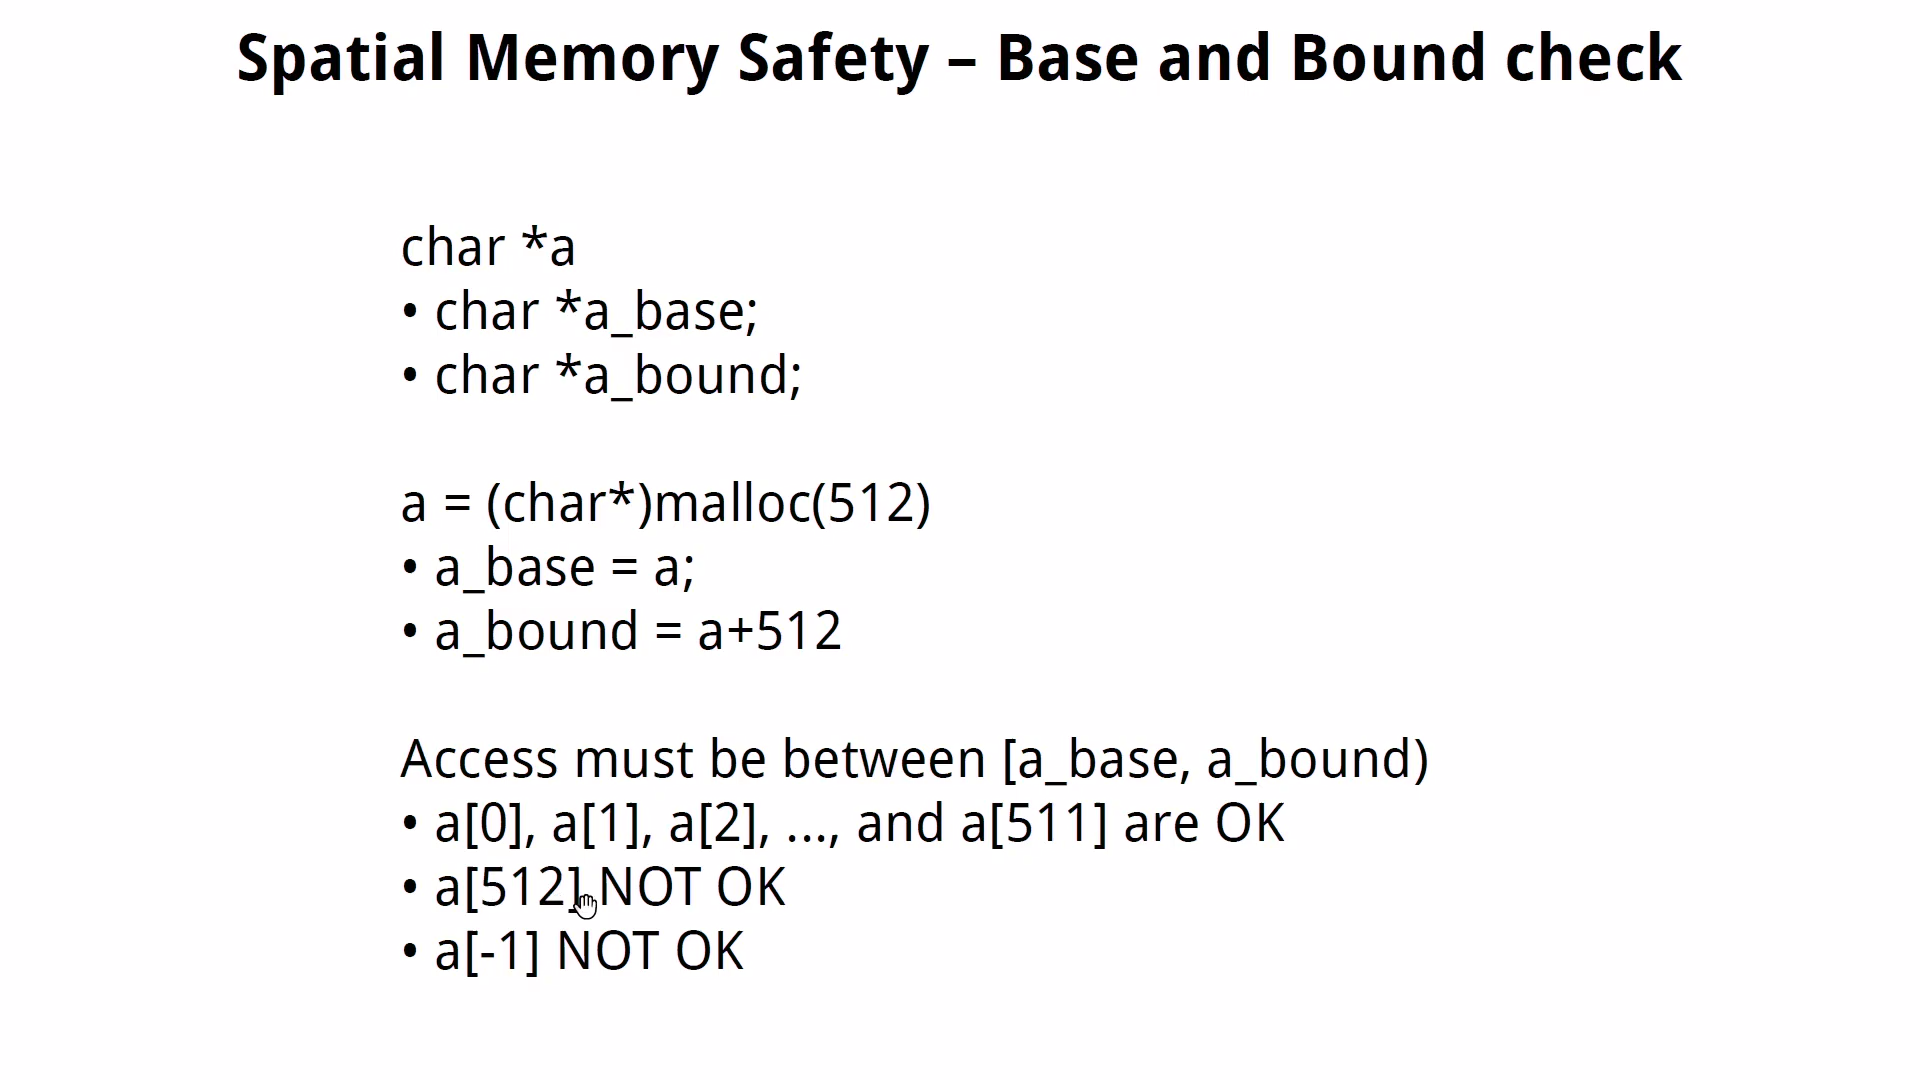 Spatial Memory Safety – Base and Bound check
char *a
• char *a_base;
• char *a_bound;
a = (char*)malloc(512)
• a_base = a;
• a_bound = a+512
Access must be between [a_base, a_bound)
• a[0], a[1], a[2], ..., and a[511] are OK
• a[512] NOT OK
• a[-1] NOT OK